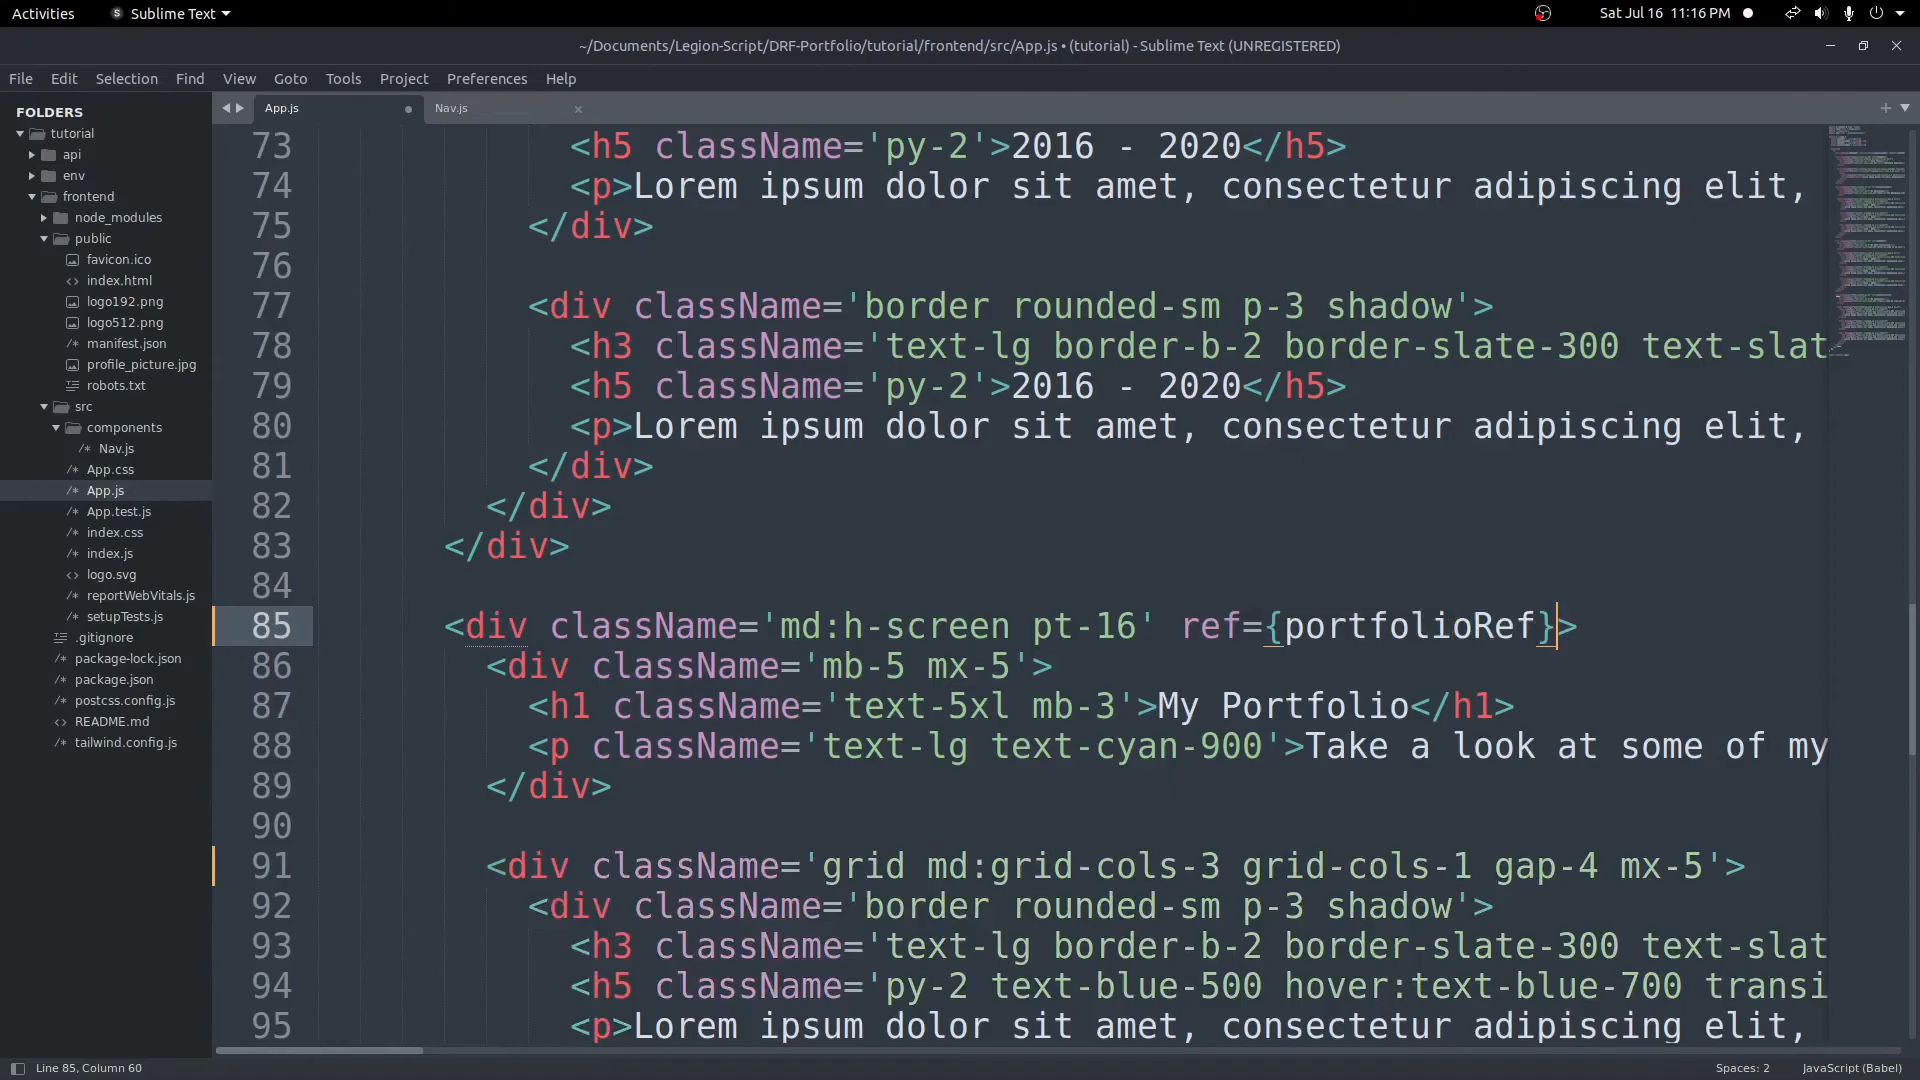 Activities
Sublime Text
Sat Jul 16 11:16 PM
~/Documents/Legion-Script/DRF-Portfolio/tutorial/frontend/src/App.js • (tutorial) - Sublime Text (UNREGISTERED)
File Edit Selection Find View Goto Tools Project Preferences Help
FOLDERS
tutorial
api
env
frontend
node_modules
public
favicon.ico
<> index.html
logo192.png
logo512.png
manifest.json
profile_picture.jpg
robots.txt
src
components
/* Nav.js
/* App.css
/* App.js
/* App.test.js
/* index.css
/* index.js
<> logo.svg
/* reportWebVitals.js
/* setupTests.js
.gitignore
/* package-lock.json
/* package.json
/* postcss.config.js
<> README.md
/* tailwind.config.js
App.js
Nav.js
73 <h5 className='py-2'>2016 - 2020</h5>
74 <p>Lorem ipsum dolor sit amet, consectetur adipiscing elit,
75 </div>
76
77 <div className='border rounded-sm p-3 shadow'>
78 <h3 className='text-lg border-b-2 border-slate-300 text-slat
79 <h5 className='py-2'>2016 - 2020</h5>
80 <p>Lorem ipsum dolor sit amet, consectetur adipiscing elit,
81 </div>
82 </div>
83 </div>
84
85 <div className='md:h-screen pt-16' ref={portfolioRef}>
86 <div className='mb-5 mx-5'>
87 <h1 className='text-5xl mb-3'>My Portfolio</h1>
88 <p className='text-lg text-cyan-900'>Take a look at some of my
89 </div>
90
91 <div className='grid md:grid-cols-3 grid-cols-1 gap-4 mx-5'>
92 <div className='border rounded-sm p-3 shadow'>
93 <h3 className='text-lg border-b-2 border-slate-300 text-slat
94 <h5 className='py-2 text-blue-500 hover:text-blue-700 transi
95 <p>Lorem ipsum dolor sit amet, consectetur adipiscing elit,
Line 85, Column 60
Spaces: 2
JavaScript (Babel)